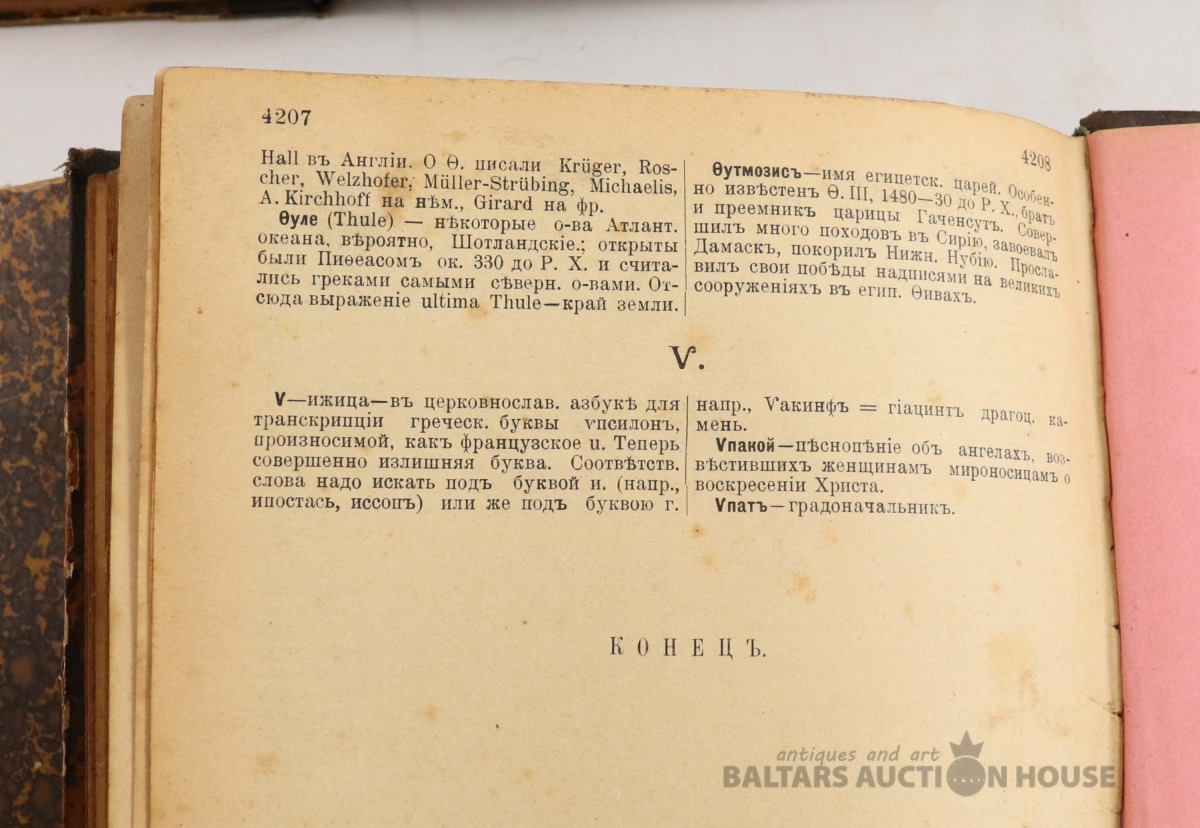 4207
Hall въ Англіи. О Ѳ. писали Krüger, Ros-
cher, Welzhofer, Müller-Strübing, Michaelis,
A. Kirchhoff на нѣм., Girard на фр.
Ѳуле (Thule) — нѣкоторые о-ва Атлант.
океана, вѣроятно, Шотландскіе.; открыты
были Пиѳеасомъ ок. 330 до Р. Х. и счита-
лись греками самыми сѣверн. о-вами. От-
сюда выраженіе ultima Thule—край земли.
4208
Ѳутмозисъ—имя египетск. царей. Особен-
но извѣстенъ Ѳ. III, 1480—30 до Р. Х., братъ
и преемникъ царицы Гаченсутъ. Совер-
шилъ много походовъ въ Сирію, завоевалъ
Дамаскъ, покорилъ Нижн. Нубію. Просла-
вилъ свои побѣды надписями на великихъ
сооруженіяхъ въ егип. Ѳивахъ.
Ѵ.
Ѵ—ижица—въ церковнослав. азбукѣ для
транскрипціи греческ. буквы ѵпсилонъ,
произносимой, какъ французское u. Теперь
совершенно излишняя буква. Соотвѣтств.
слова надо искать подъ буквой и. (напр.,
ипостась, иссопъ) или же подъ буквою г.
напр., Ѵакинфъ = гіацинтъ драгоц. ка-
мень.
Ѵпакой—пѣснопѣніе объ ангелахъ, воз-
вѣстившихъ женщинамъ мироносицамъ о
воскресеніи Христа.
Ѵпатъ—градоначальникъ.
КОНЕЦЪ.
antiques and art
BALTARS AUCTION HOUSE